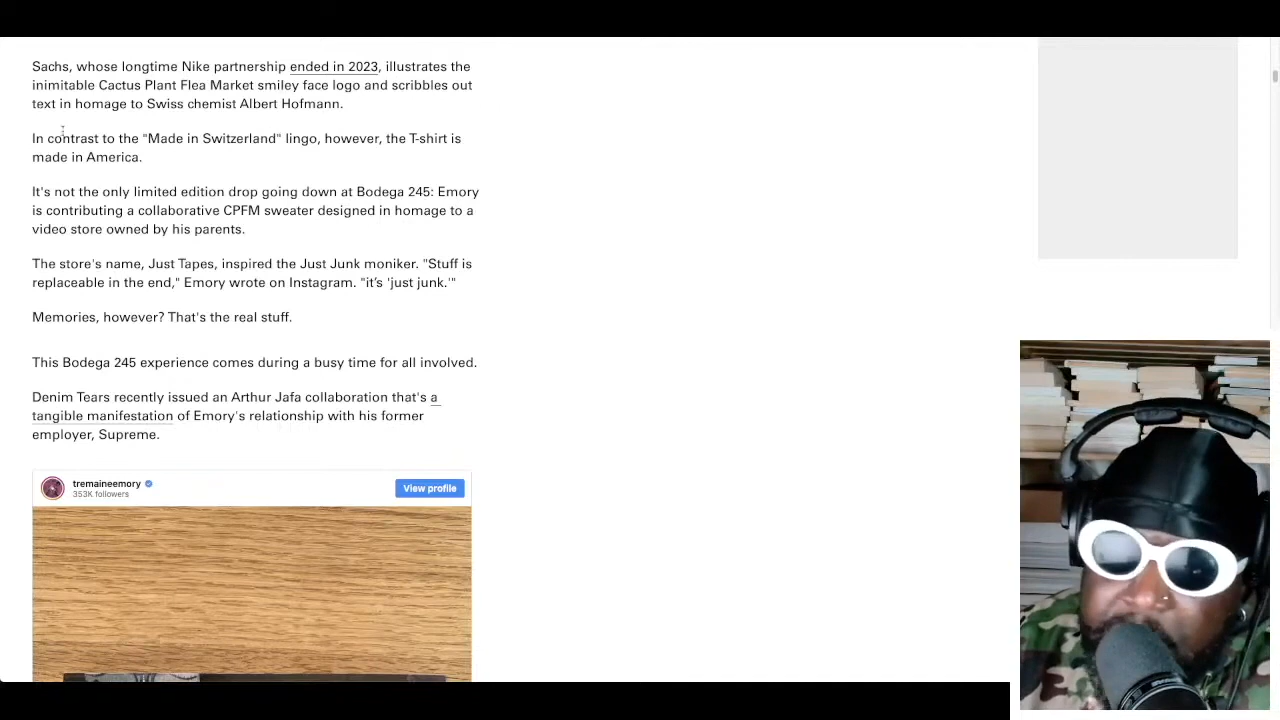 Sachs, whose longtime Nike partnership ended in 2023, illustrates the
inimitable Cactus Plant Flea Market smiley face logo and scribbles out
text in homage to Swiss chemist Albert Hofmann.
In contrast to the "Made in Switzerland" lingo, however, the T-shirt is
made in America.
It's not the only limited edition drop going down at Bodega 245: Emory
is contributing a collaborative CPFM sweater designed in homage to a
video store owned by his parents.
The store's name, Just Tapes, inspired the Just Junk moniker. "Stuff is
replaceable in the end," Emory wrote on Instagram. "it’s 'just junk.'"
Memories, however? That's the real stuff.
This Bodega 245 experience comes during a busy time for all involved.
Denim Tears recently issued an Arthur Jafa collaboration that's a
tangible manifestation of Emory's relationship with his former
employer, Supreme.
tremaineemory
353K followers
View profile